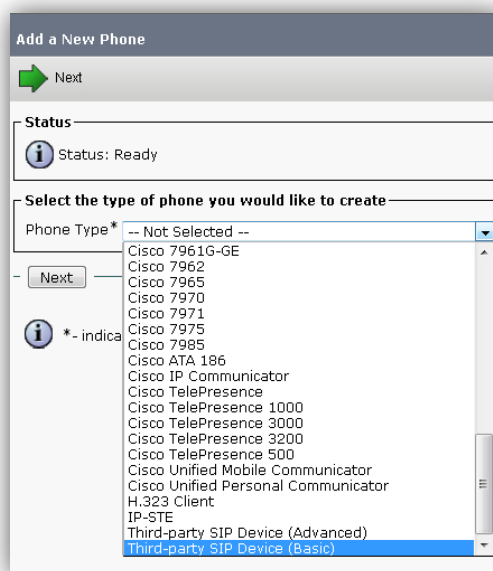 Add a New Phone
Next
Status
Status: Ready
Select the type of phone you would like to create
Phone Type* -- Not Selected --
Cisco 7961G-GE
Cisco 7962
Cisco 7965
Cisco 7970
Cisco 7971
Cisco 7975
Cisco 7985
Cisco ATA 186
Cisco IP Communicator
Cisco TelePresence
Cisco TelePresence 1000
Cisco TelePresence 3000
Cisco TelePresence 3200
Cisco TelePresence 500
Cisco Unified Mobile Communicator
Cisco Unified Personal Communicator
H.323 Client
IP-STE
Third-party SIP Device (Advanced)
Third-party SIP Device (Basic)
Next
*- indica